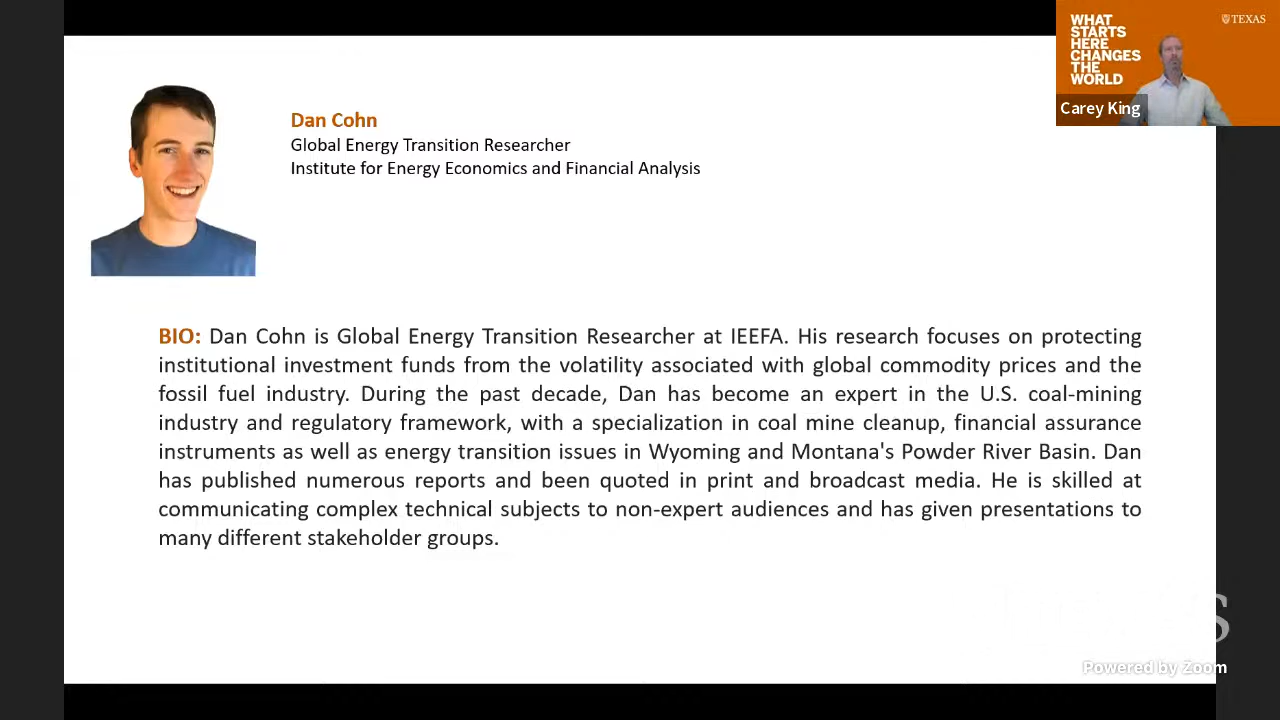 WHAT
STARTS
HERE
CHANGES
THE
WORLD
TEXAS
Carey King
Dan Cohn
Global Energy Transition Researcher
Institute for Energy Economics and Financial Analysis
BIO: Dan Cohn is Global Energy Transition Researcher at IEEFA. His research focuses on protecting
institutional investment funds from the volatility associated with global commodity prices and the
fossil fuel industry. During the past decade, Dan has become an expert in the U.S. coal-mining
industry and regulatory framework, with a specialization in coal mine cleanup, financial assurance
instruments as well as energy transition issues in Wyoming and Montana's Powder River Basin. Dan
has published numerous reports and been quoted in print and broadcast media. He is skilled at
communicating complex technical subjects to non-expert audiences and has given presentations to
many different stakeholder groups.
Powered by Zoom